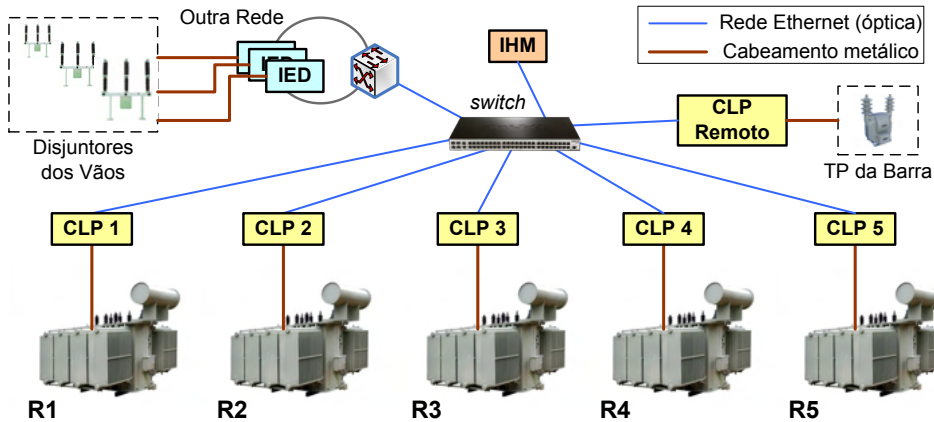 Outra Rede
Rede Ethernet (óptica)
Cabeamento metálico
IHM
IED
IED
switch
CLP
Remoto
Disjuntores
dos Vãos
TP da Barra
CLP 1
CLP 2
CLP 3
CLP 4
CLP 5
R1
R2
R3
R4
R5